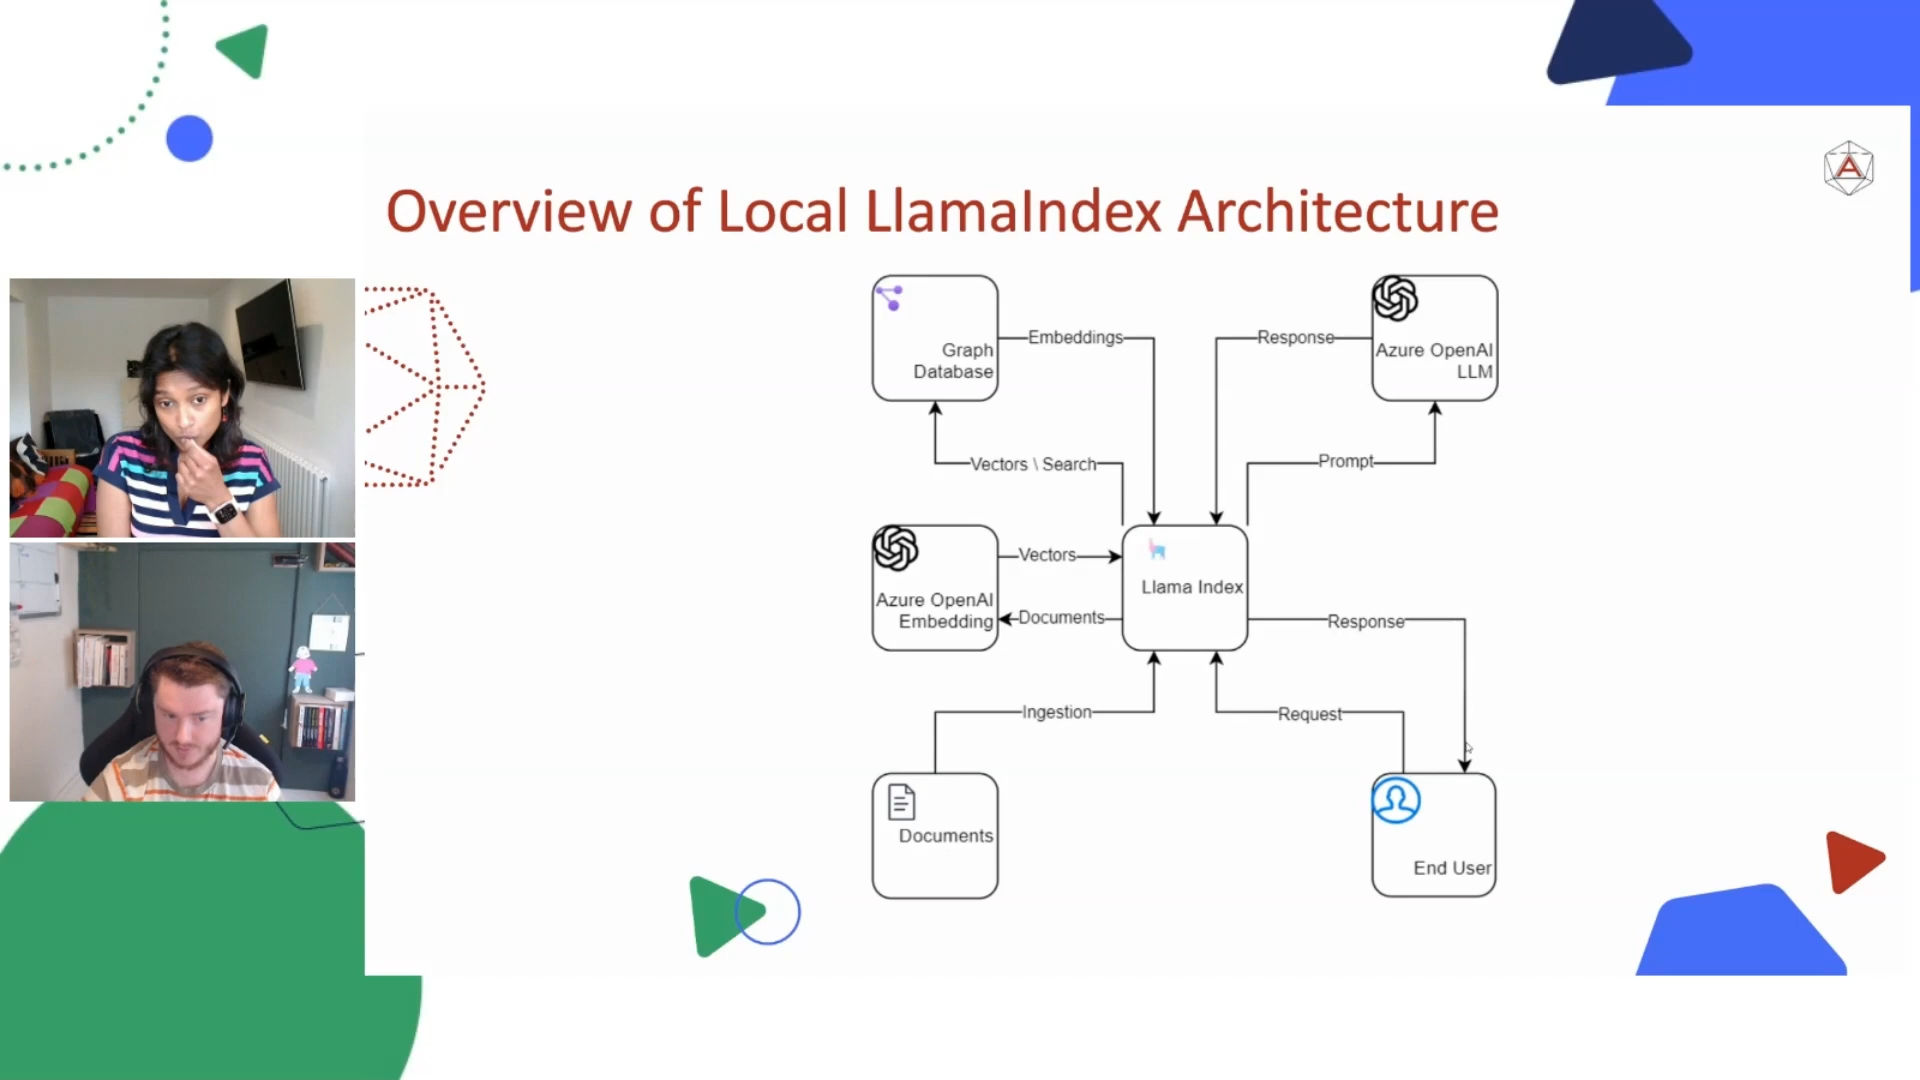 Overview of Local LlamaIndex Architecture
Graph
Database
Embeddings
Response
Azure OpenAI
LLM
Vectors \ Search
Prompt
Azure OpenAI
Embedding
Vectors
Documents
Llama Index
Response
Ingestion
Request
Documents
End User